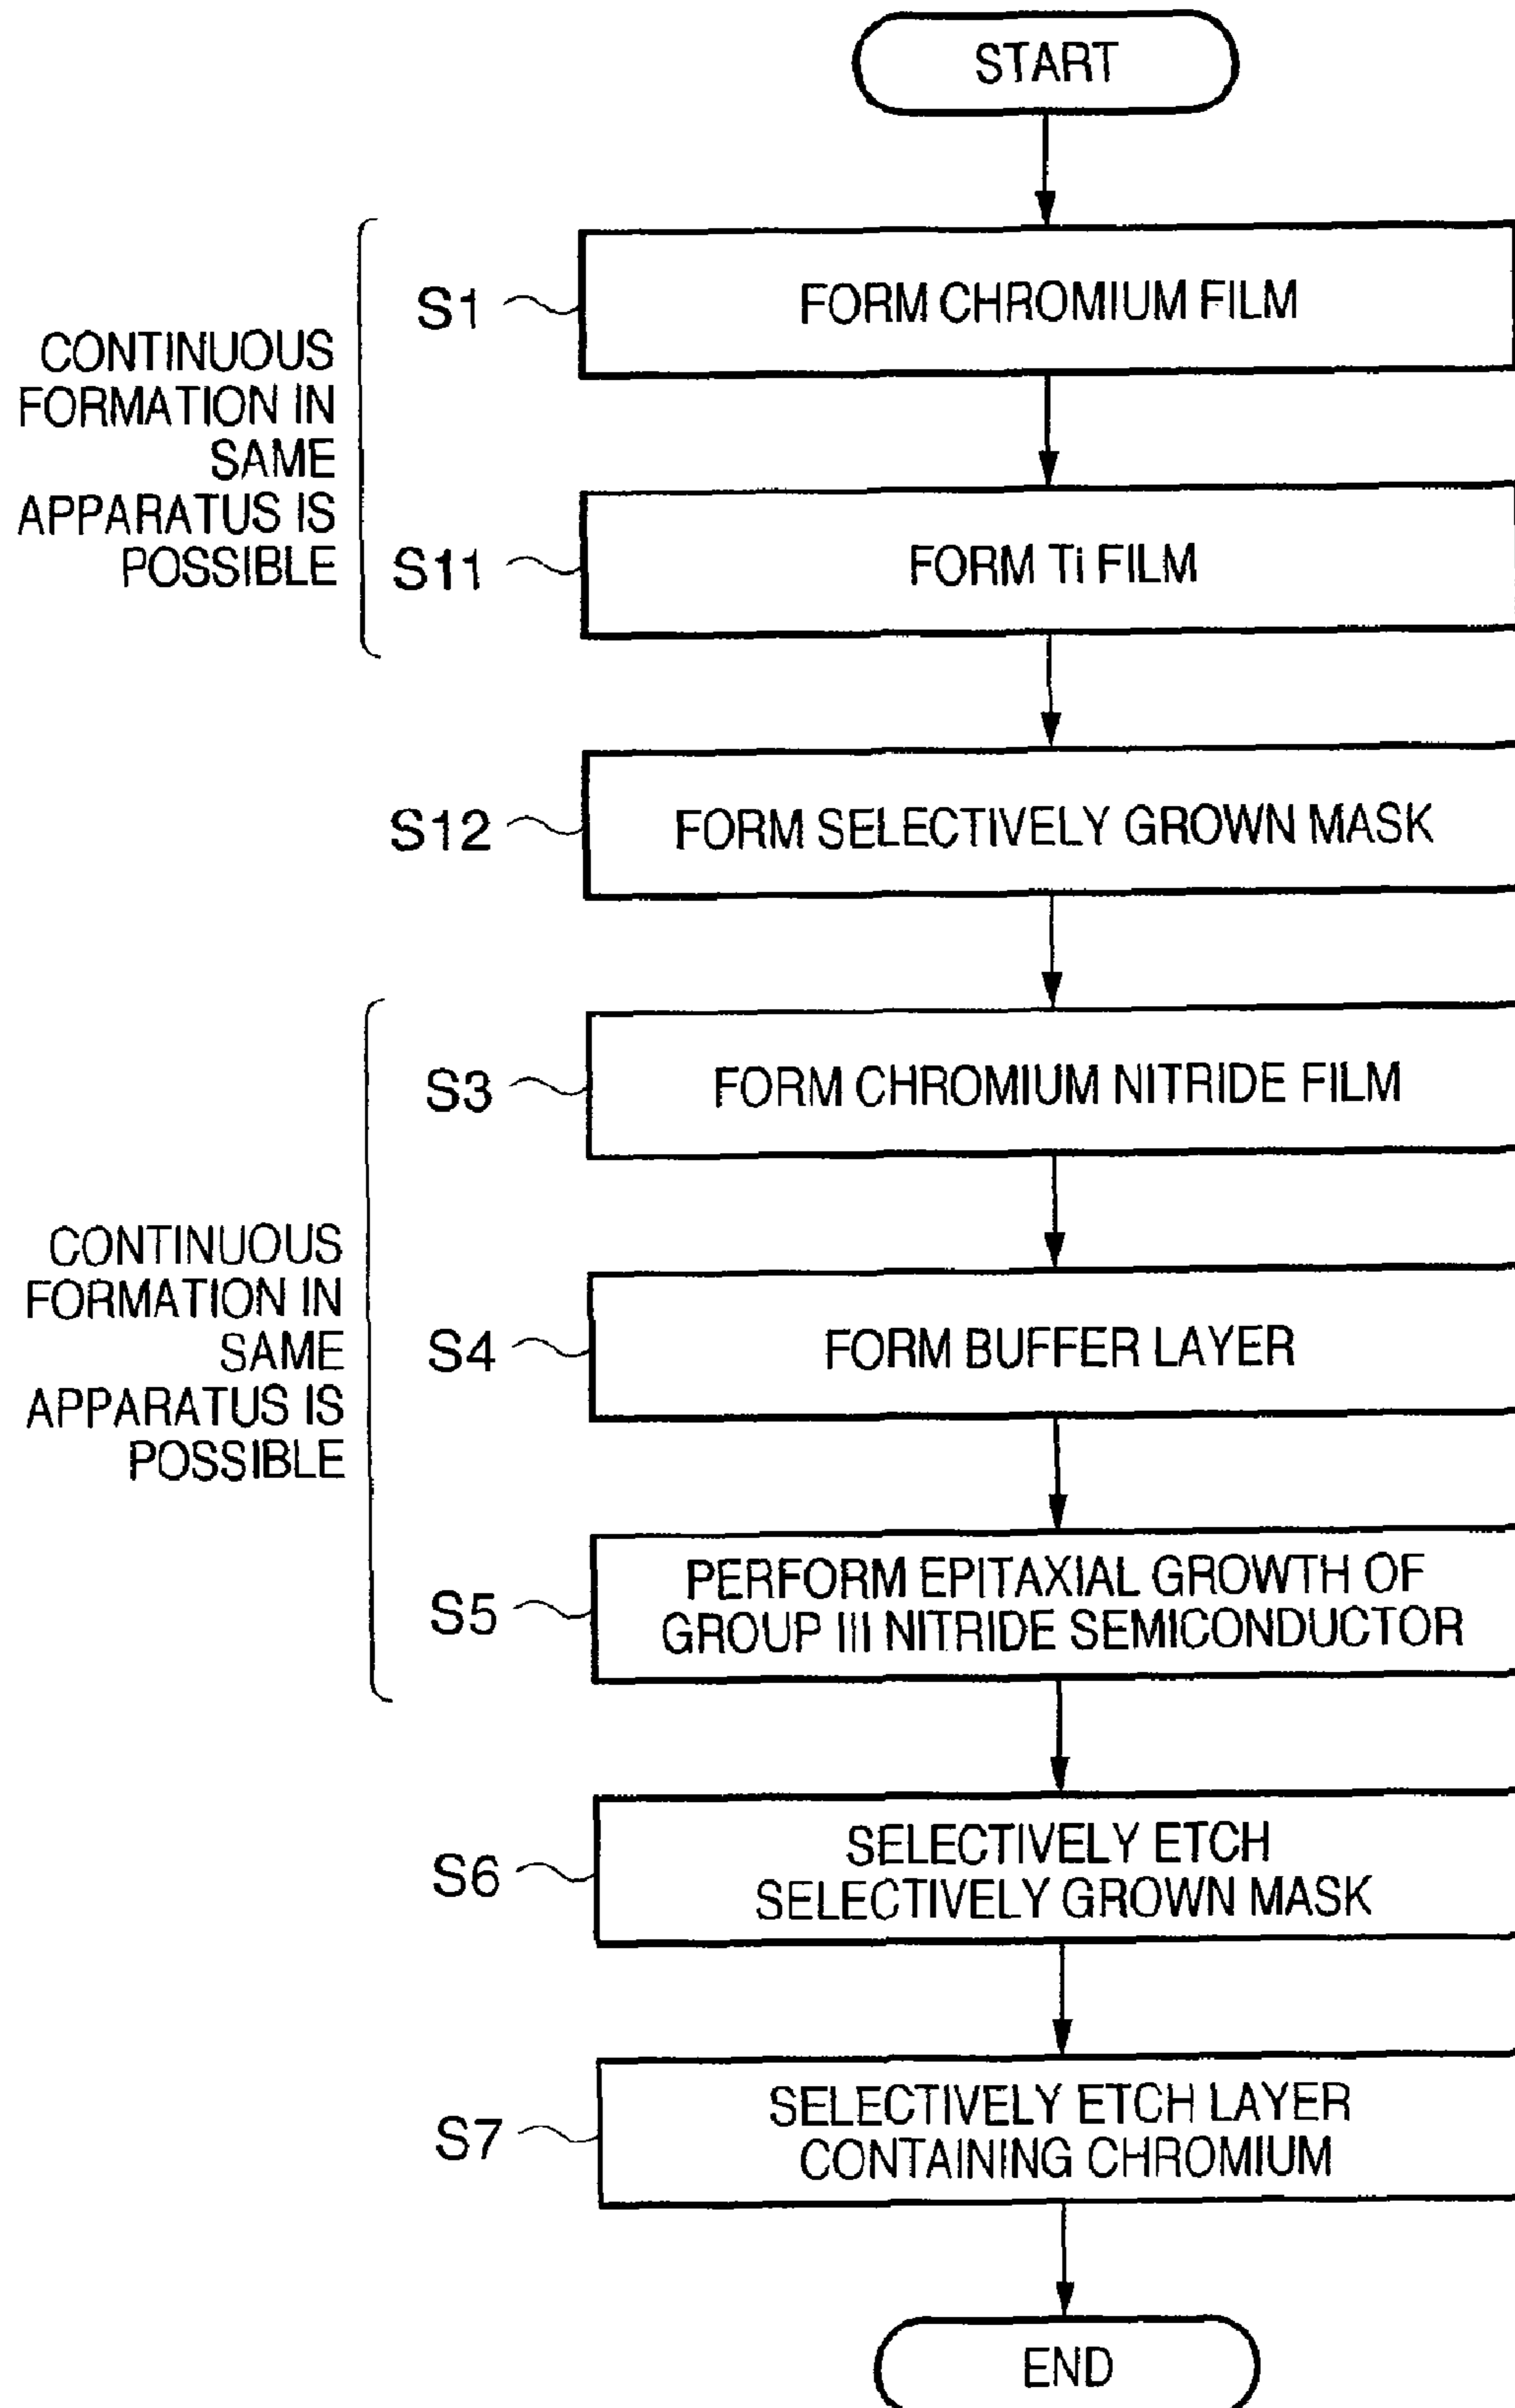 START
CONTINUOUS
FORMATION IN
SAME
APPARATUS IS
POSSIBLE
S1
FORM CHROMIUM FILM
S11
FORM Ti FILM
S12
FORM SELECTIVELY GROWN MASK
CONTINUOUS
FORMATION IN
SAME
APPARATUS IS
POSSIBLE
S3
FORM CHROMIUM NITRIDE FILM
S4
FORM BUFFER LAYER
S5
PERFORM EPITAXIAL GROWTH OF
GROUP III NITRIDE SEMICONDUCTOR
S6
SELECTIVELY ETCH
SELECTIVELY GROWN MASK
S7
SELECTIVELY ETCH LAYER
CONTAINING CHROMIUM
END